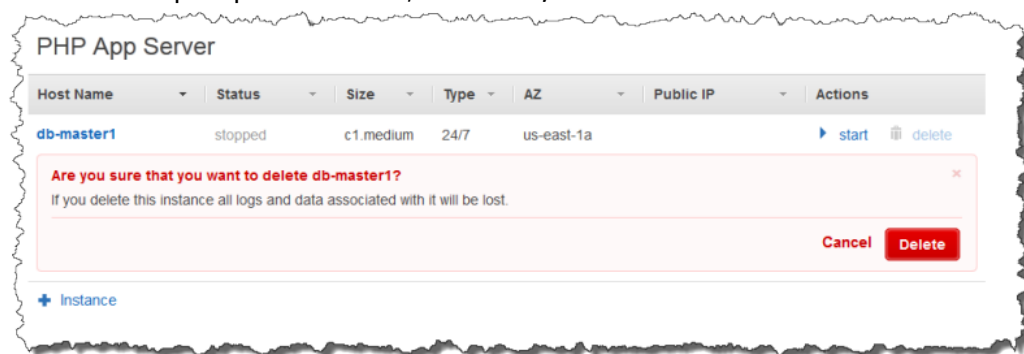 PHP App Server
Host Name Status Size Type AZ Public IP Actions
db-master1 stopped c1.medium 24/7 us-east-1a start delete
Are you sure that you want to delete db-master1?
If you delete this instance all logs and data associated with it will be lost.
Cancel Delete
Instance